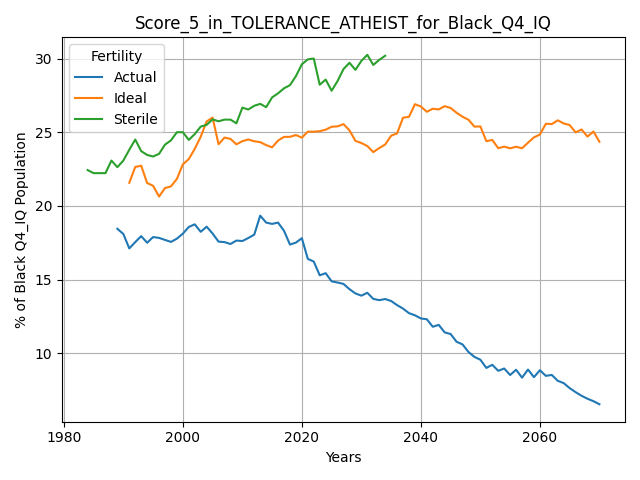 Score_5_in_TOLERANCE_ATHEIST_for_Black_Q4_IQ
Fertility
Actual
Ideal
Sterile
% of Black Q4_IQ Population
30
25
20
15
10
1980
2000
2020
2040
2060
Years